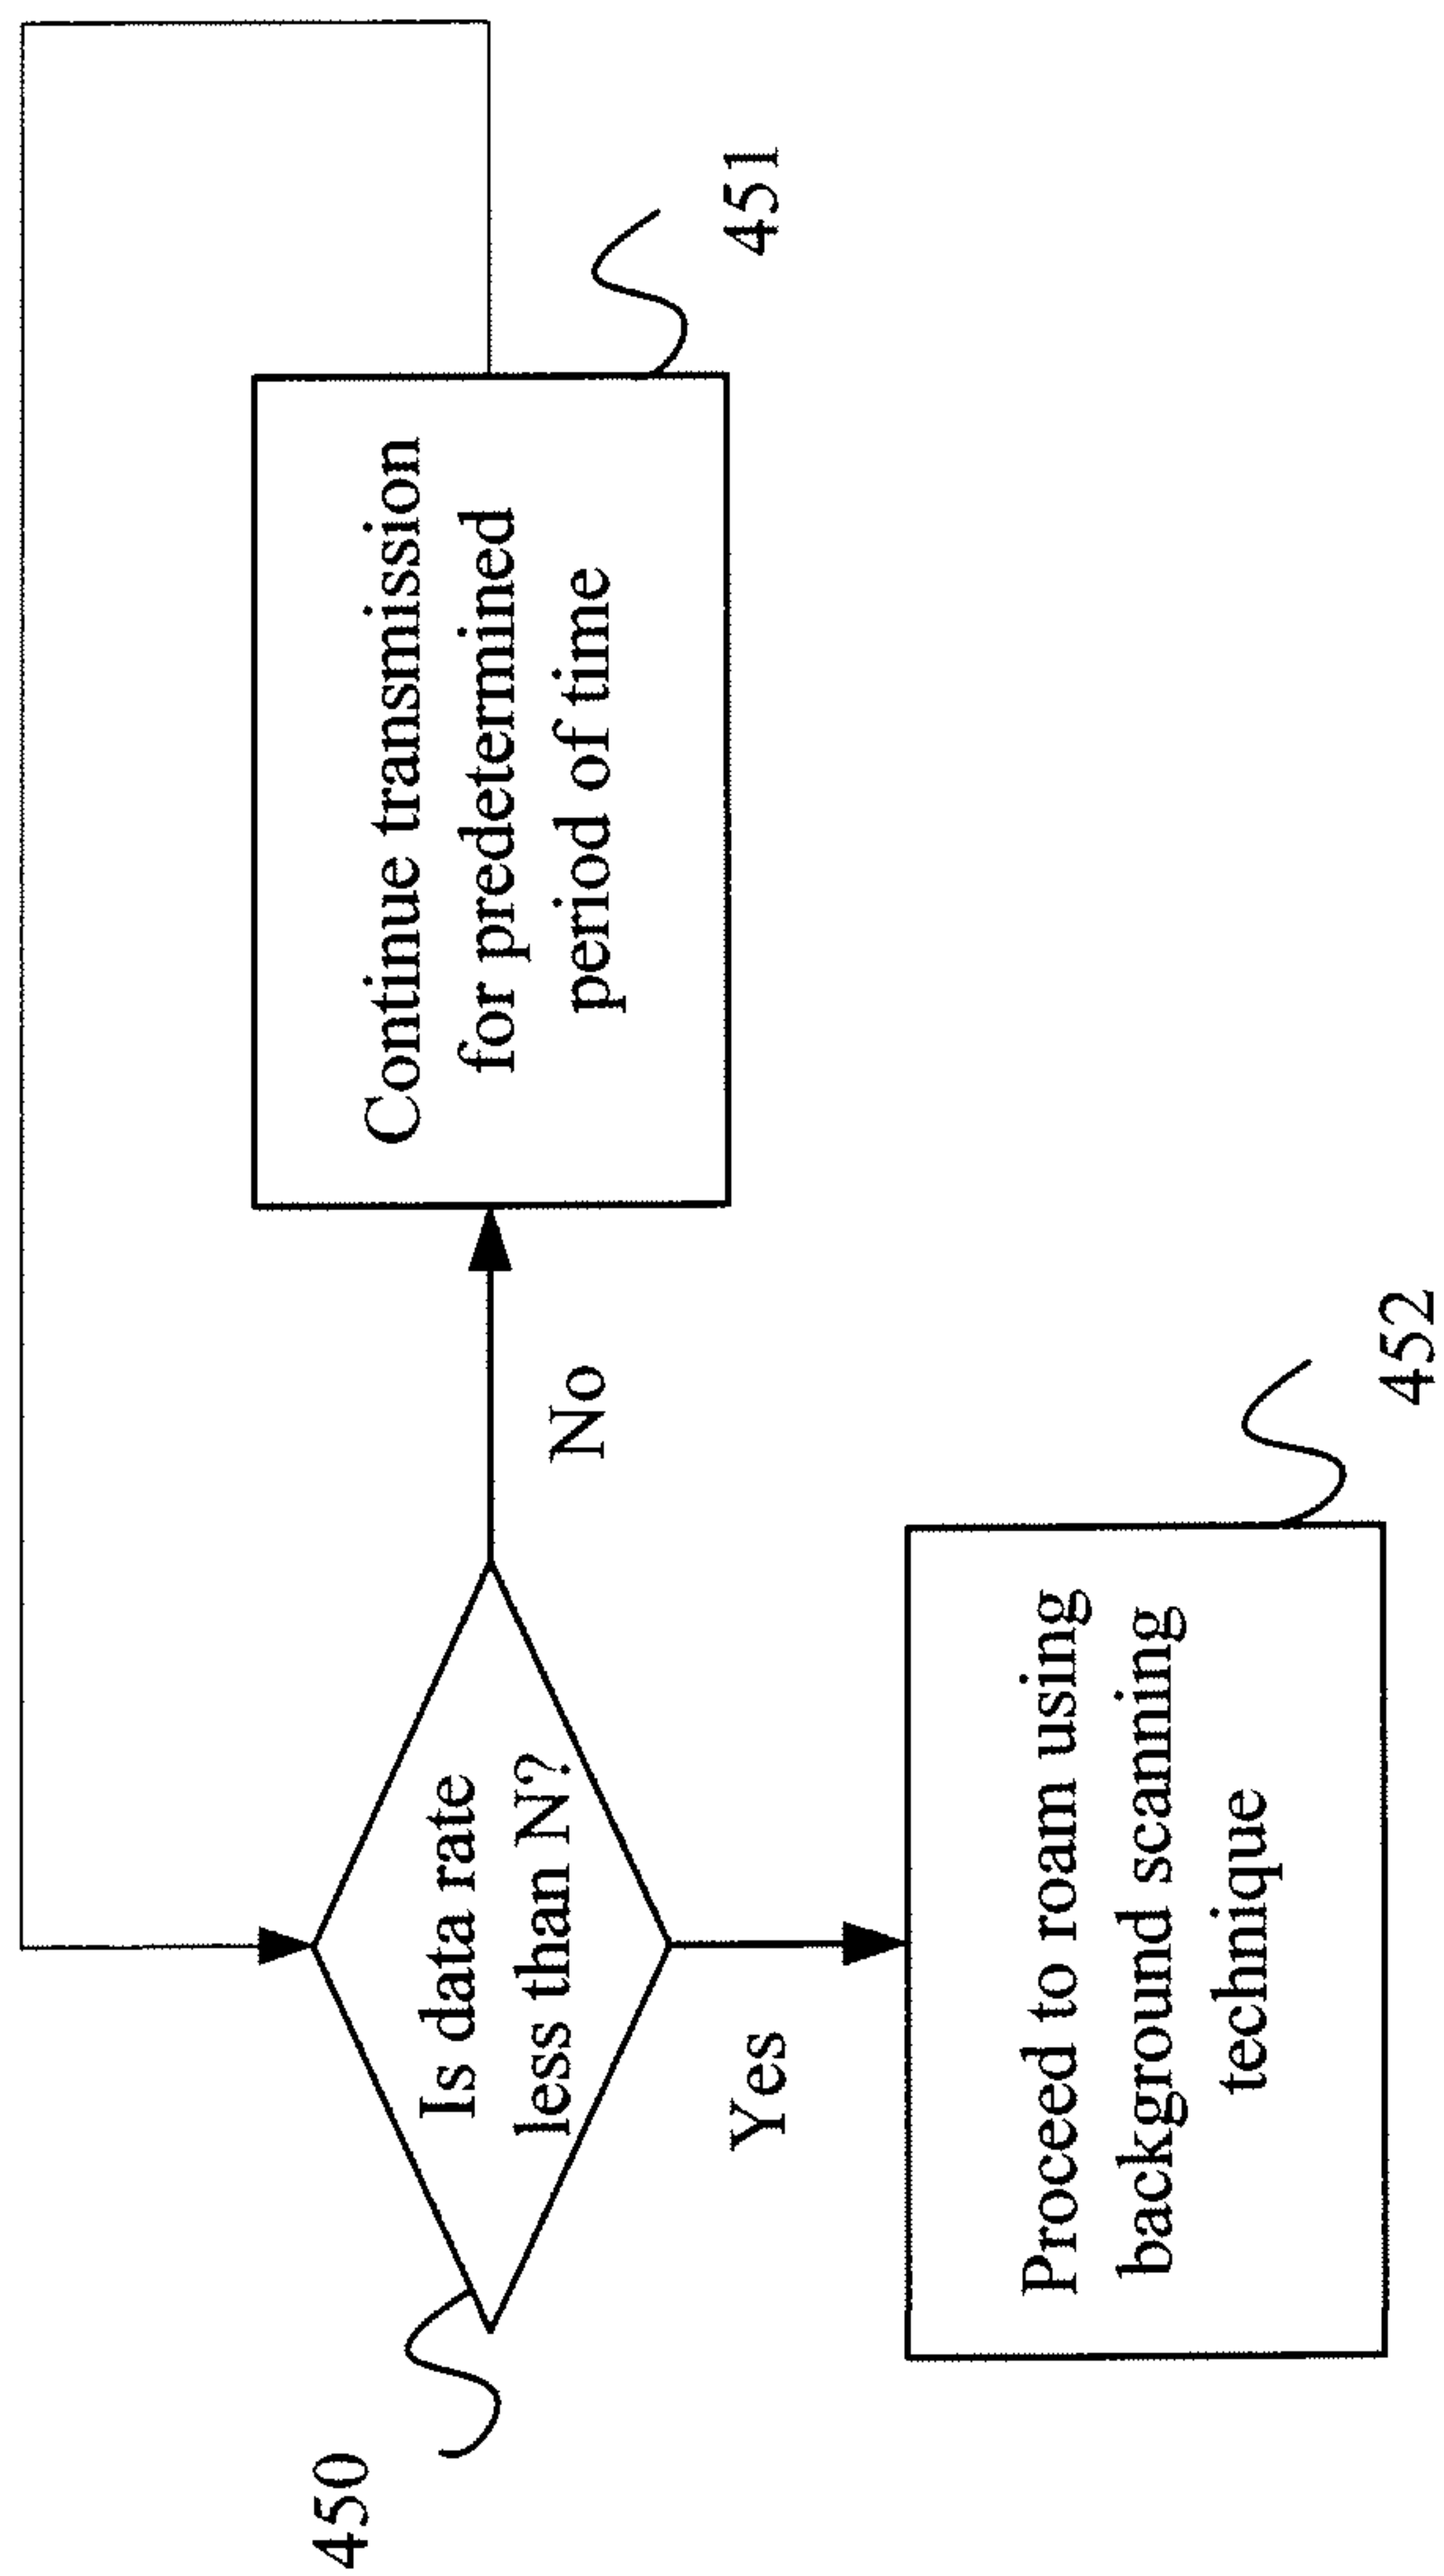 450
Is data rate
less than N?
No
Continue transmission
for predetermined
period of time
451
Yes
Proceed to roam using
background scanning
technique
452